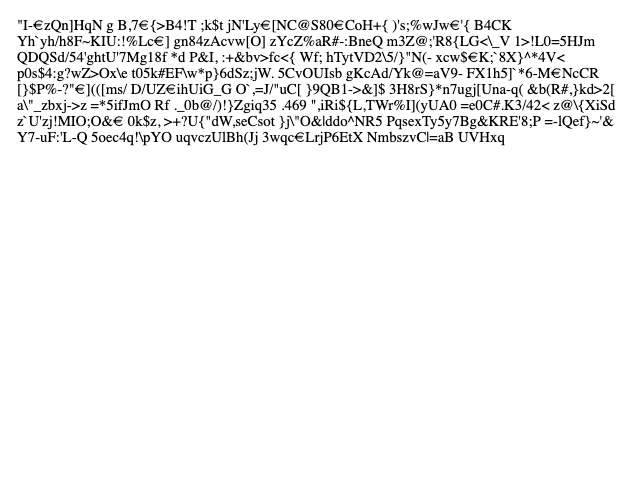 "I-€zQn]HqN g B,7€{>B4!T ;k$t jN'Ly€[NC@S80€CoH+{ )'s;%wJw€'{ B4CK
Yh`yh/h8F~KIU:!%Lc€] gn84zAcvw[O] zYcZ%aR#-:BneQ m3Z@;'R8{LG<\_V 1>!L0=5HJm
QDQSd/54'ghtU'7Mg18f *d P&I, :+&bv>fc<{ Wf; hTytVD2\5/}"N(- xcw$€K;`8X}^*4V<
p0s$4:g?wZ>Ox\e t05k#EF\w*p}6dSz;jW. 5CvOUIsb gKcAd/Yk@=aV9- FX1h5]`*6-M€NcCR
[}$P%-?"€](([ms/ D/UZ€ihUiG_G O`,=J/"uC[ }9QB1->&]$ 3H8rS}*n7ugj[Una-q( &b(R#,}kd>2[
a\"_zbxj->z =*5ifJmO Rf ._0b@/)!}Zgiq35 .469 ",iRi${L,TWr%I](yUA0 =e0C#.K3/42< z@\{XiSd
z`U'zj!MIO;O&€ 0k$z, >+?U{"dW,seCsot }j\"O&|ddo^NR5 PqsexTy5y7Bg&KRE'8;P =-lQef}~'&
Y7-uF:'L-Q 5oec4q!\pYO uqvczUlBh(Jj 3wqc€LrjP6EtX NmbszvC|=aB UVHxq